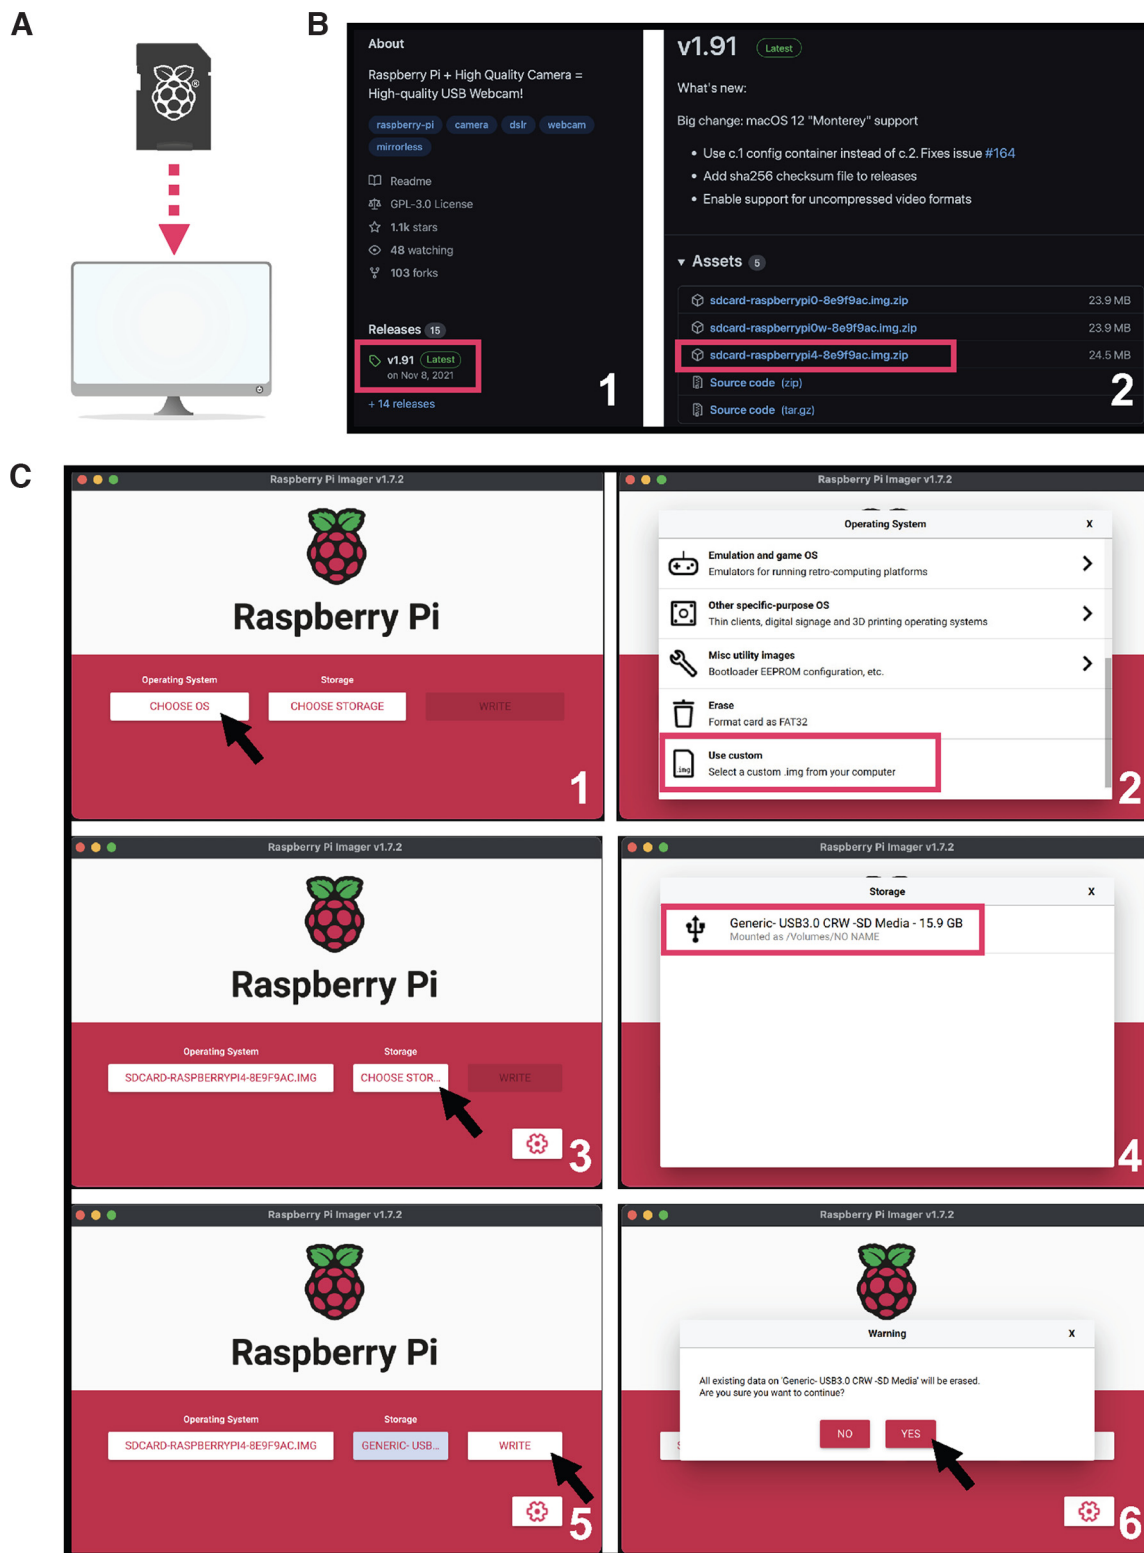 A
B
About
Raspberry Pi + High Quality Camera =
High-quality USB Webcam!
raspberry-pi camera dslr webcam
mirrorless
Readme
GPL-3.0 License
1.1k stars
48 watching
103 forks
Releases 15
v1.91 Latest
on Nov 8, 2021
+ 14 releases
1
v1.91 Latest
What's new:
Big change: macOS 12 "Monterey" support
• Use c.1 config container instead of c.2. Fixes issue #164
• Add sha256 checksum file to releases
• Enable support for uncompressed video formats
Assets 5
sdcard-raspberrypi0-8e9f9ac.img.zip 23.9 MB
sdcard-raspberrypi0w-8e9f9ac.img.zip 23.9 MB
sdcard-raspberrypi4-8e9f9ac.img.zip 24.5 MB
Source code (zip)
Source code (tar.gz)
2
C
Raspberry Pi Imager v1.7.2
Raspberry Pi
Operating System Storage
CHOOSE OS CHOOSE STORAGE WRITE
1
Raspberry Pi Imager v1.7.2
Operating System X
Emulation and game OS
Emulators for running retro-computing platforms
Other specific-purpose OS
Thin clients, digital signage and 3D printing operating systems
Misc utility images
Bootloader EEPROM configuration, etc.
Erase
Format card as FAT32
Use custom
.img
Select a custom .img from your computer
2
Raspberry Pi Imager v1.7.2
Raspberry Pi
Operating System Storage
SDCARD-RASPBERRYPI4-8E9F9AC.IMG CHOOSE STOR... WRITE
3
Raspberry Pi Imager v1.7.2
Storage X
Generic- USB3.0 CRW -SD Media - 15.9 GB
Mounted as /Volumes/NO NAME
4
Raspberry Pi Imager v1.7.2
Raspberry Pi
Operating System Storage
SDCARD-RASPBERRYPI4-8E9F9AC.IMG GENERIC- USB... WRITE
5
Raspberry Pi Imager v1.7.2
Warning X
All existing data on 'Generic- USB3.0 CRW -SD Media' will be erased.
Are you sure you want to continue?
NO YES
S
6